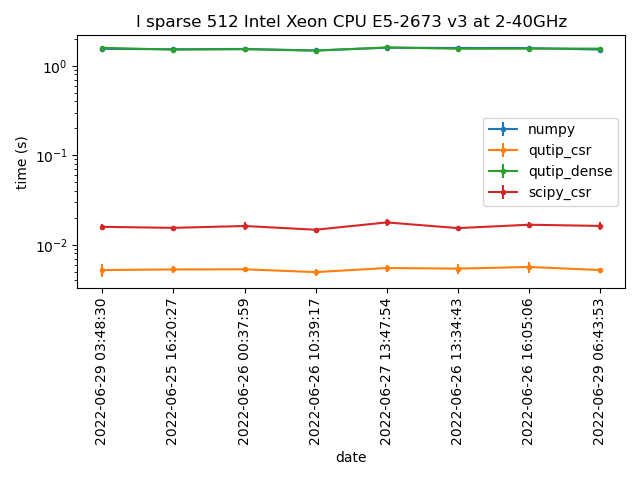 l sparse 512 Intel Xeon CPU E5-2673 v3 at 2-40GHz
time (s)
10⁰
10⁻¹
10⁻²
numpy
qutip_csr
qutip_dense
scipy_csr
2022-06-29 03:48:30
2022-06-25 16:20:27
2022-06-26 00:37:59
2022-06-26 10:39:17
2022-06-27 13:47:54
2022-06-26 13:34:43
2022-06-26 16:05:06
2022-06-29 06:43:53
date